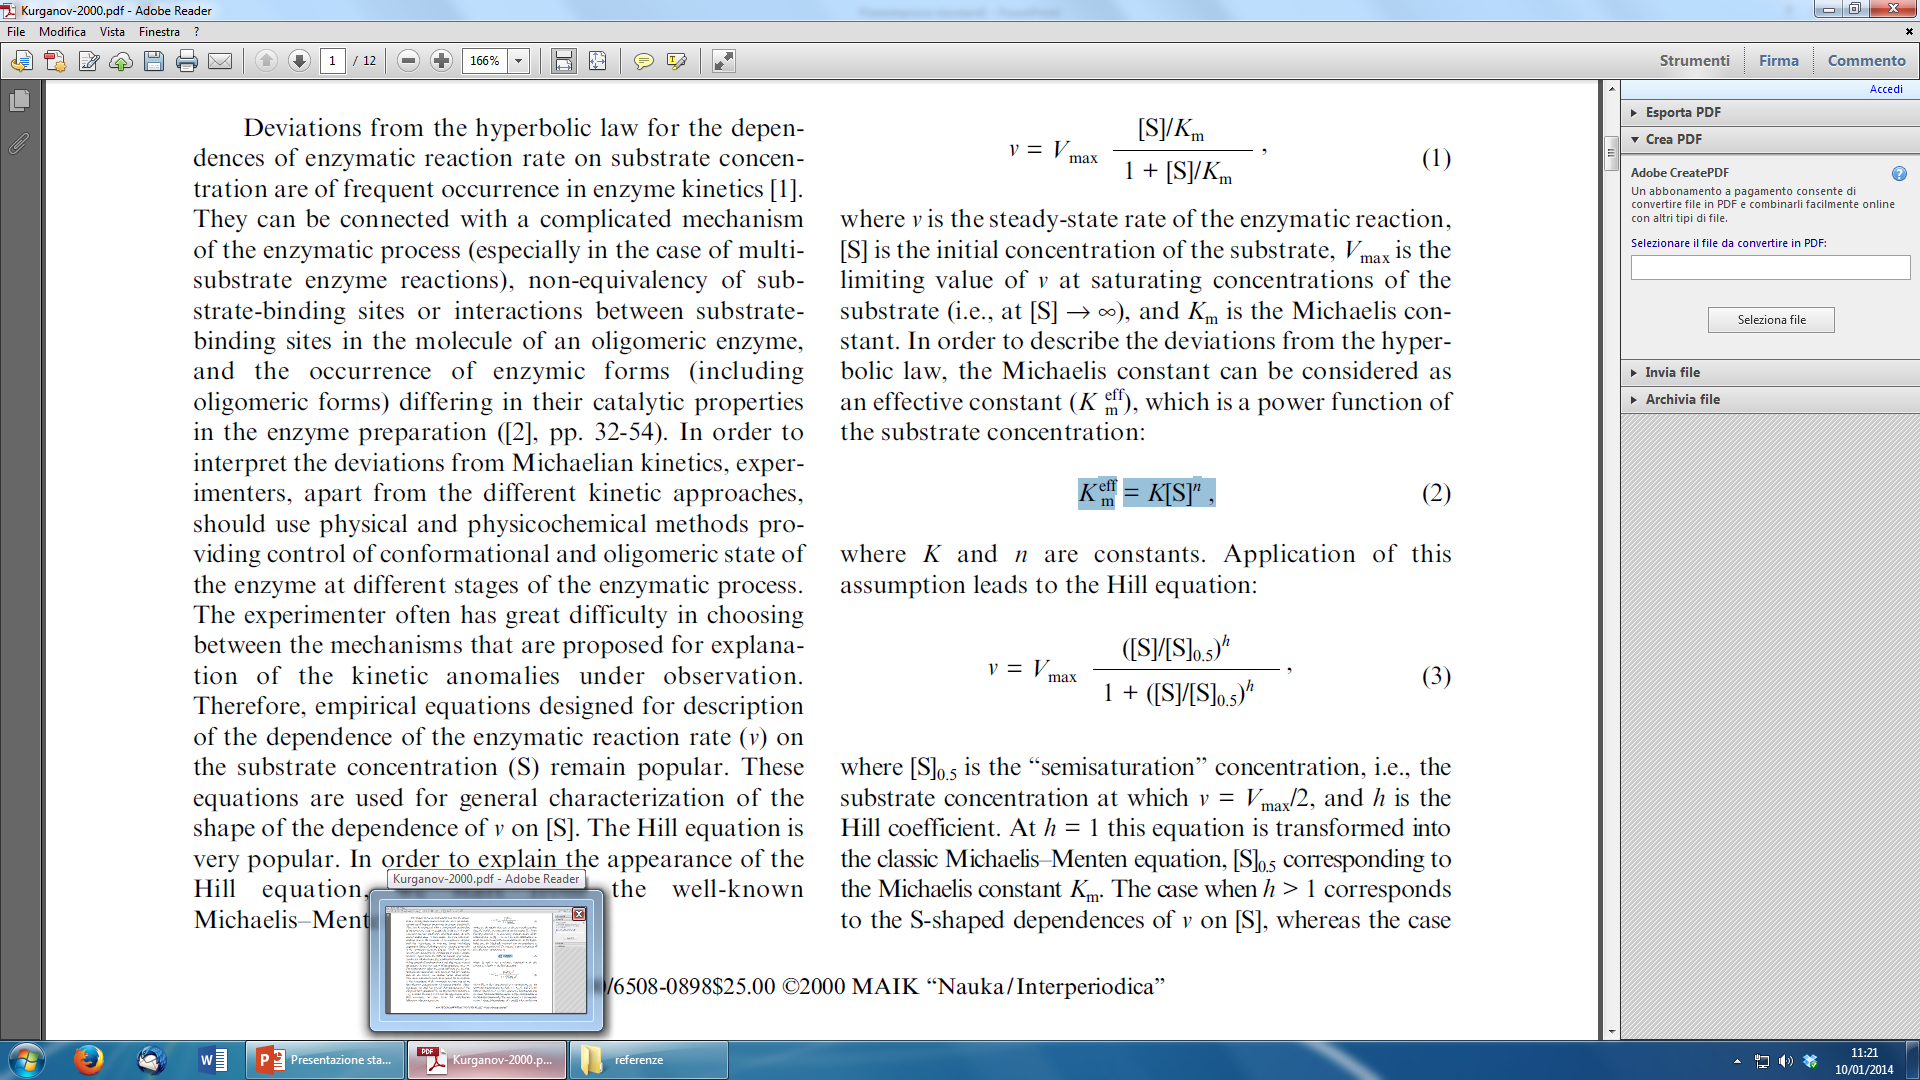 Kurganov-2000.pdf - Adobe Reader
File Modifica Vista Finestra ?
1 / 12 166% Strumenti Firma Commento
Accedi
Esporta PDF
Crea PDF
Adobe CreatePDF
Un abbonamento a pagamento consente di
convertire file in PDF e combinarli facilmente online
con altri tipi di file.
Selezionare il file da convertire in PDF:
Seleziona file
Invia file
Archivia file
Deviations from the hyperbolic law for the depen-
dences of enzymatic reaction rate on substrate concen-
tration are of frequent occurrence in enzyme kinetics [1].
They can be connected with a complicated mechanism
of the enzymatic process (especially in the case of multi-
substrate enzyme reactions), non-equivalency of sub-
strate-binding sites or interactions between substrate-
binding sites in the molecule of an oligomeric enzyme,
and the occurrence of enzymic forms (including
oligomeric forms) differing in their catalytic properties
in the enzyme preparation ([2], pp. 32-54). In order to
interpret the deviations from Michaelian kinetics, exper-
imenters, apart from the different kinetic approaches,
should use physical and physicochemical methods pro-
viding control of conformational and oligomeric state of
the enzyme at different stages of the enzymatic process.
The experimenter often has great difficulty in choosing
between the mechanisms that are proposed for explana-
tion of the kinetic anomalies under observation.
Therefore, empirical equations designed for description
of the dependence of the enzymatic reaction rate (v) on
the substrate concentration (S) remain popular. These
equations are used for general characterization of the
shape of the dependence of v on [S]. The Hill equation is
very popular. In order to explain the appearance of the
Hill equation, the well-known
Michaelis–Ment
v = Vmax [S]/Km / 1 + [S]/Km , (1)
where v is the steady-state rate of the enzymatic reaction,
[S] is the initial concentration of the substrate, Vmax is the
limiting value of v at saturating concentrations of the
substrate (i.e., at [S] → ∞), and Km is the Michaelis con-
stant. In order to describe the deviations from the hyper-
bolic law, the Michaelis constant can be considered as
an effective constant (K m eff), which is a power function of
the substrate concentration:
K m eff = K[S]n , (2)
where K and n are constants. Application of this
assumption leads to the Hill equation:
v = Vmax ([S]/[S]0.5)h / 1 + ([S]/[S]0.5)h , (3)
where [S]0.5 is the “semisaturation” concentration, i.e., the
substrate concentration at which v = Vmax/2, and h is the
Hill coefficient. At h = 1 this equation is transformed into
the classic Michaelis–Menten equation, [S]0.5 corresponding to
the Michaelis constant Km. The case when h > 1 corresponds
to the S-shaped dependences of v on [S], whereas the case
/6508-0898$25.00 ©2000 MAIK “Nauka/Interperiodica”
Kurganov-2000.pdf - Adobe Reader
Presentazione sta... Kurganov-2000.p... referenze
11:21
10/01/2014